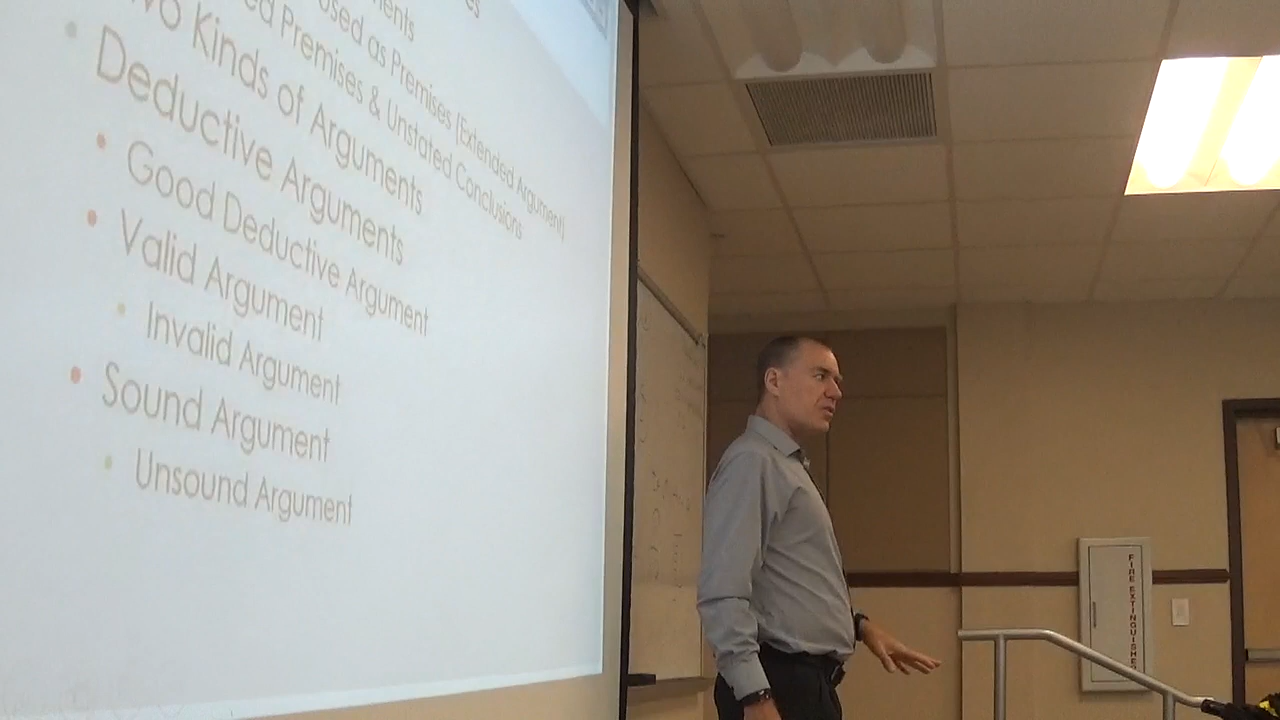 ents
osed as Premises (Extended Argument)
ed Premises & Unstated Conclusions
wo Kinds of Arguments
Deductive Arguments
Good Deductive Argument
Valid Argument
Invalid Argument
Sound Argument
Unsound Argument
FIRE EXTINGUISHER